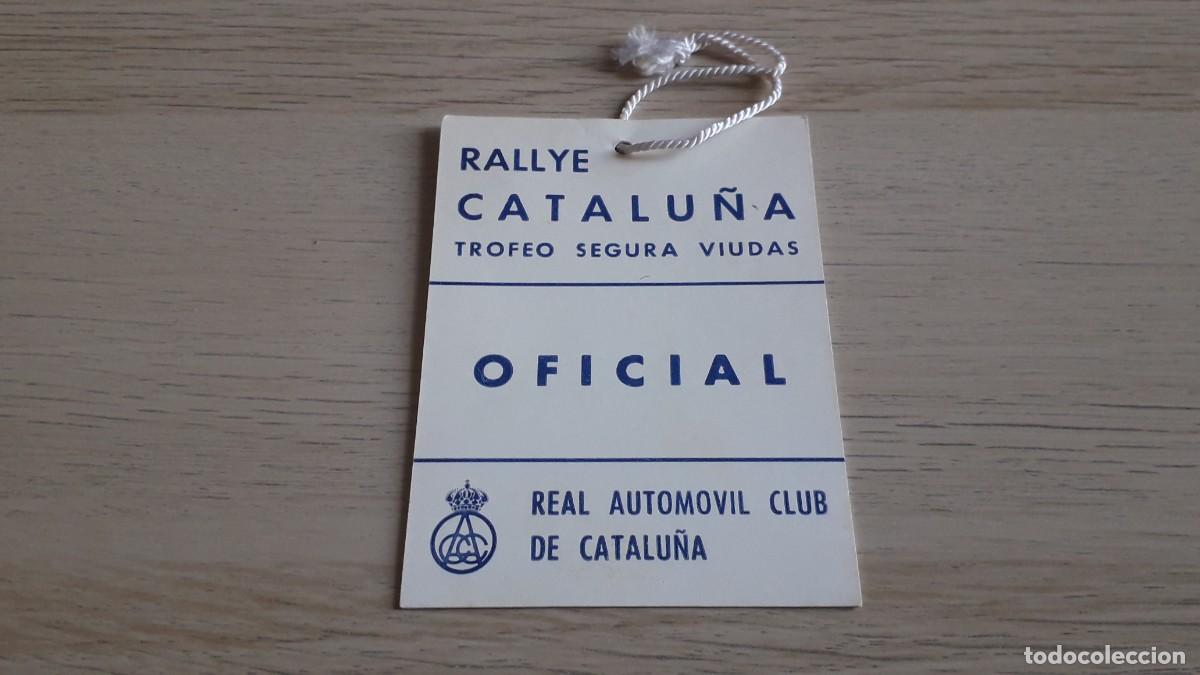 RALLYE
CATALUÑA
TROFEO SEGURA VIUDAS
OFICIAL
REAL AUTOMOVIL CLUB
DE CATALUÑA
todocoleccion